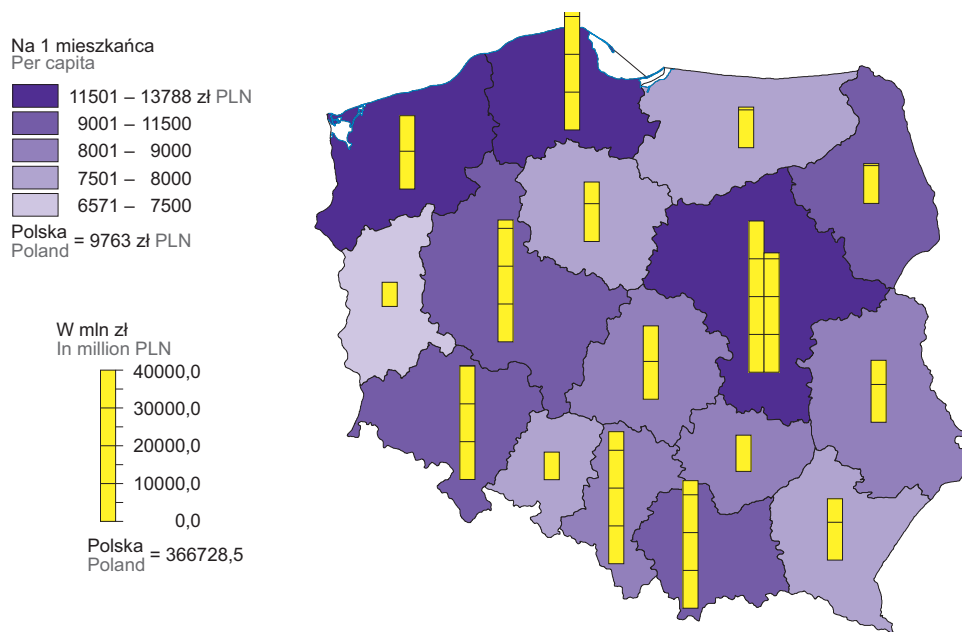 Na 1 mieszkańca
Per capita
11501 – 13788 zł PLN
9001 – 11500
8001 – 9000
7501 – 8000
6571 – 7500
Polska
Poland = 9763 zł PLN
W mln zł
In million PLN
40000,0
30000,0
20000,0
10000,0
0,0
Polska
Poland = 366728,5